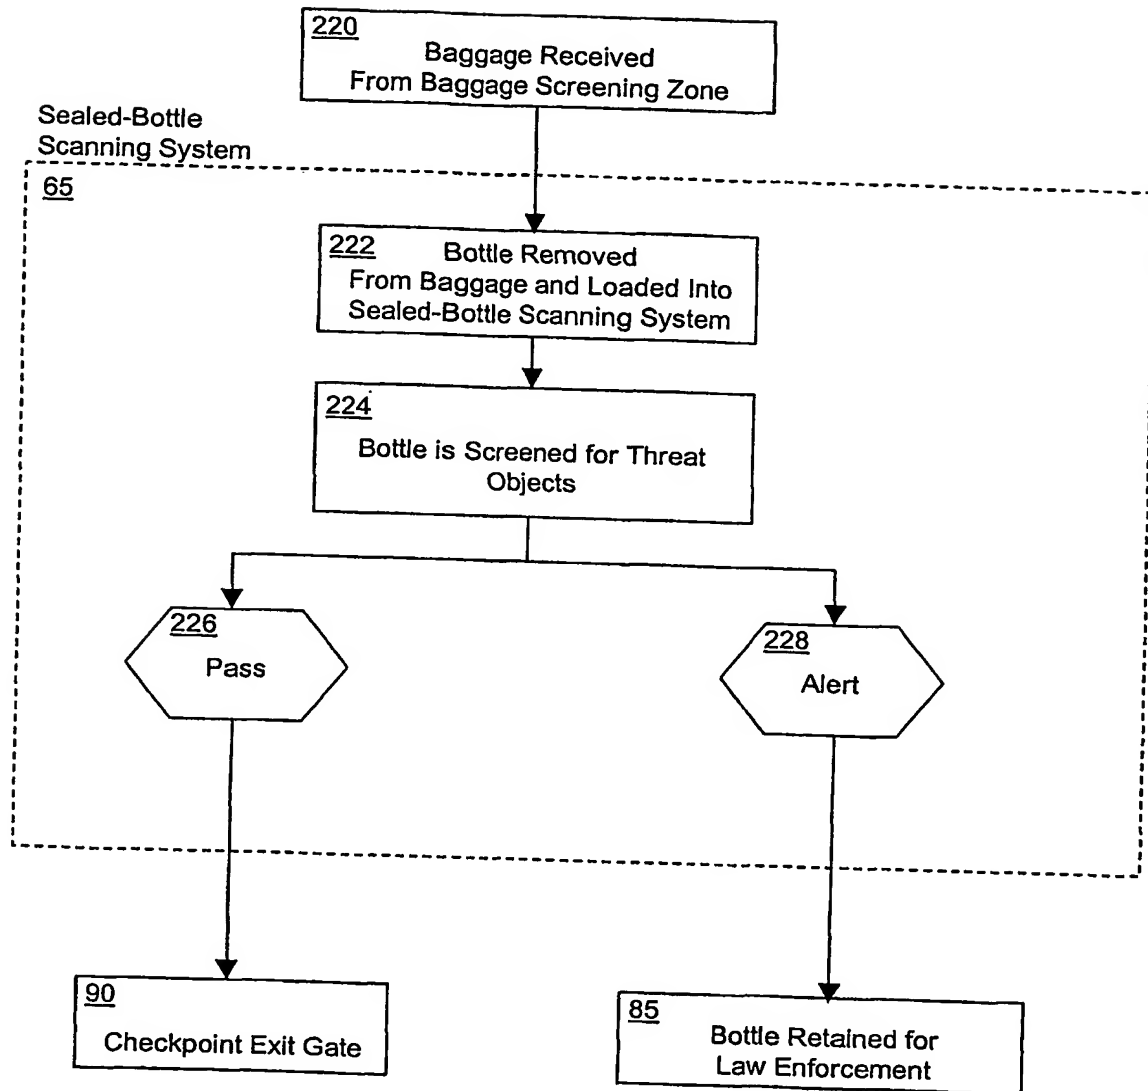 220
Baggage Received
From Baggage Screening Zone
Sealed-Bottle
Scanning System
65
222
Bottle Removed
From Baggage and Loaded Into
Sealed-Bottle Scanning System
224
Bottle is Screened for Threat
Objects
226
Pass
228
Alert
90
Checkpoint Exit Gate
85
Bottle Retained for
Law Enforcement